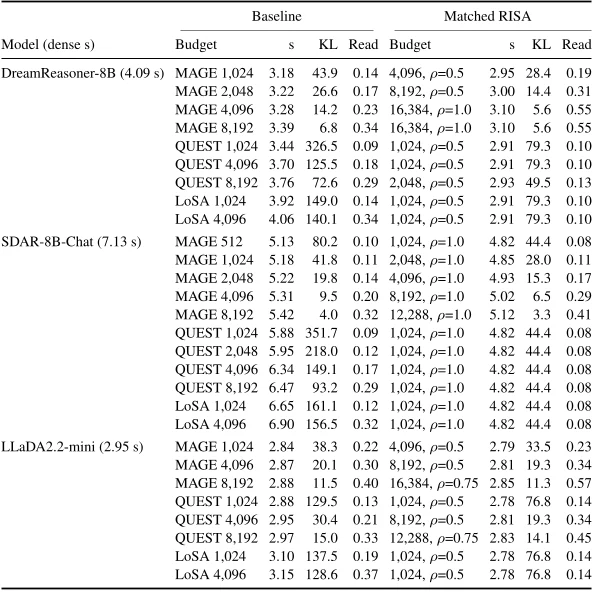 Baseline Matched RISA
Model (dense s) Budget s KL Read Budget s KL Read
DreamReasoner-8B (4.09 s) MAGE 1,024 3.18 43.9 0.14 4,096, ρ=0.5 2.95 28.4 0.19
MAGE 2,048 3.22 26.6 0.17 8,192, ρ=0.5 3.00 14.4 0.31
MAGE 4,096 3.28 14.2 0.23 16,384, ρ=1.0 3.10 5.6 0.55
MAGE 8,192 3.39 6.8 0.34 16,384, ρ=1.0 3.10 5.6 0.55
QUEST 1,024 3.44 326.5 0.09 1,024, ρ=0.5 2.91 79.3 0.10
QUEST 4,096 3.70 125.5 0.18 1,024, ρ=0.5 2.91 79.3 0.10
QUEST 8,192 3.76 72.6 0.29 2,048, ρ=0.5 2.93 49.5 0.13
LoSA 1,024 3.92 149.0 0.14 1,024, ρ=0.5 2.91 79.3 0.10
LoSA 4,096 4.06 140.1 0.34 1,024, ρ=0.5 2.91 79.3 0.10
SDAR-8B-Chat (7.13 s) MAGE 512 5.13 80.2 0.10 1,024, ρ=1.0 4.82 44.4 0.08
MAGE 1,024 5.18 41.8 0.11 2,048, ρ=1.0 4.85 28.0 0.11
MAGE 2,048 5.22 19.8 0.14 4,096, ρ=1.0 4.93 15.3 0.17
MAGE 4,096 5.31 9.5 0.20 8,192, ρ=1.0 5.02 6.5 0.29
MAGE 8,192 5.42 4.0 0.32 12,288, ρ=1.0 5.12 3.3 0.41
QUEST 1,024 5.88 351.7 0.09 1,024, ρ=1.0 4.82 44.4 0.08
QUEST 2,048 5.95 218.0 0.12 1,024, ρ=1.0 4.82 44.4 0.08
QUEST 4,096 6.34 149.1 0.17 1,024, ρ=1.0 4.82 44.4 0.08
QUEST 8,192 6.47 93.2 0.29 1,024, ρ=1.0 4.82 44.4 0.08
LoSA 1,024 6.65 161.1 0.12 1,024, ρ=1.0 4.82 44.4 0.08
LoSA 4,096 6.90 156.5 0.32 1,024, ρ=1.0 4.82 44.4 0.08
LLaDA2.2-mini (2.95 s) MAGE 1,024 2.84 38.3 0.22 4,096, ρ=0.5 2.79 33.5 0.23
MAGE 4,096 2.87 20.1 0.30 8,192, ρ=0.5 2.81 19.3 0.34
MAGE 8,192 2.88 11.5 0.40 16,384, ρ=0.75 2.85 11.3 0.57
QUEST 1,024 2.88 129.5 0.13 1,024, ρ=0.5 2.78 76.8 0.14
QUEST 4,096 2.95 30.4 0.21 8,192, ρ=0.5 2.81 19.3 0.34
QUEST 8,192 2.97 15.0 0.33 12,288, ρ=0.75 2.83 14.1 0.45
LoSA 1,024 3.10 137.5 0.19 1,024, ρ=0.5 2.78 76.8 0.14
LoSA 4,096 3.15 128.6 0.37 1,024, ρ=0.5 2.78 76.8 0.14